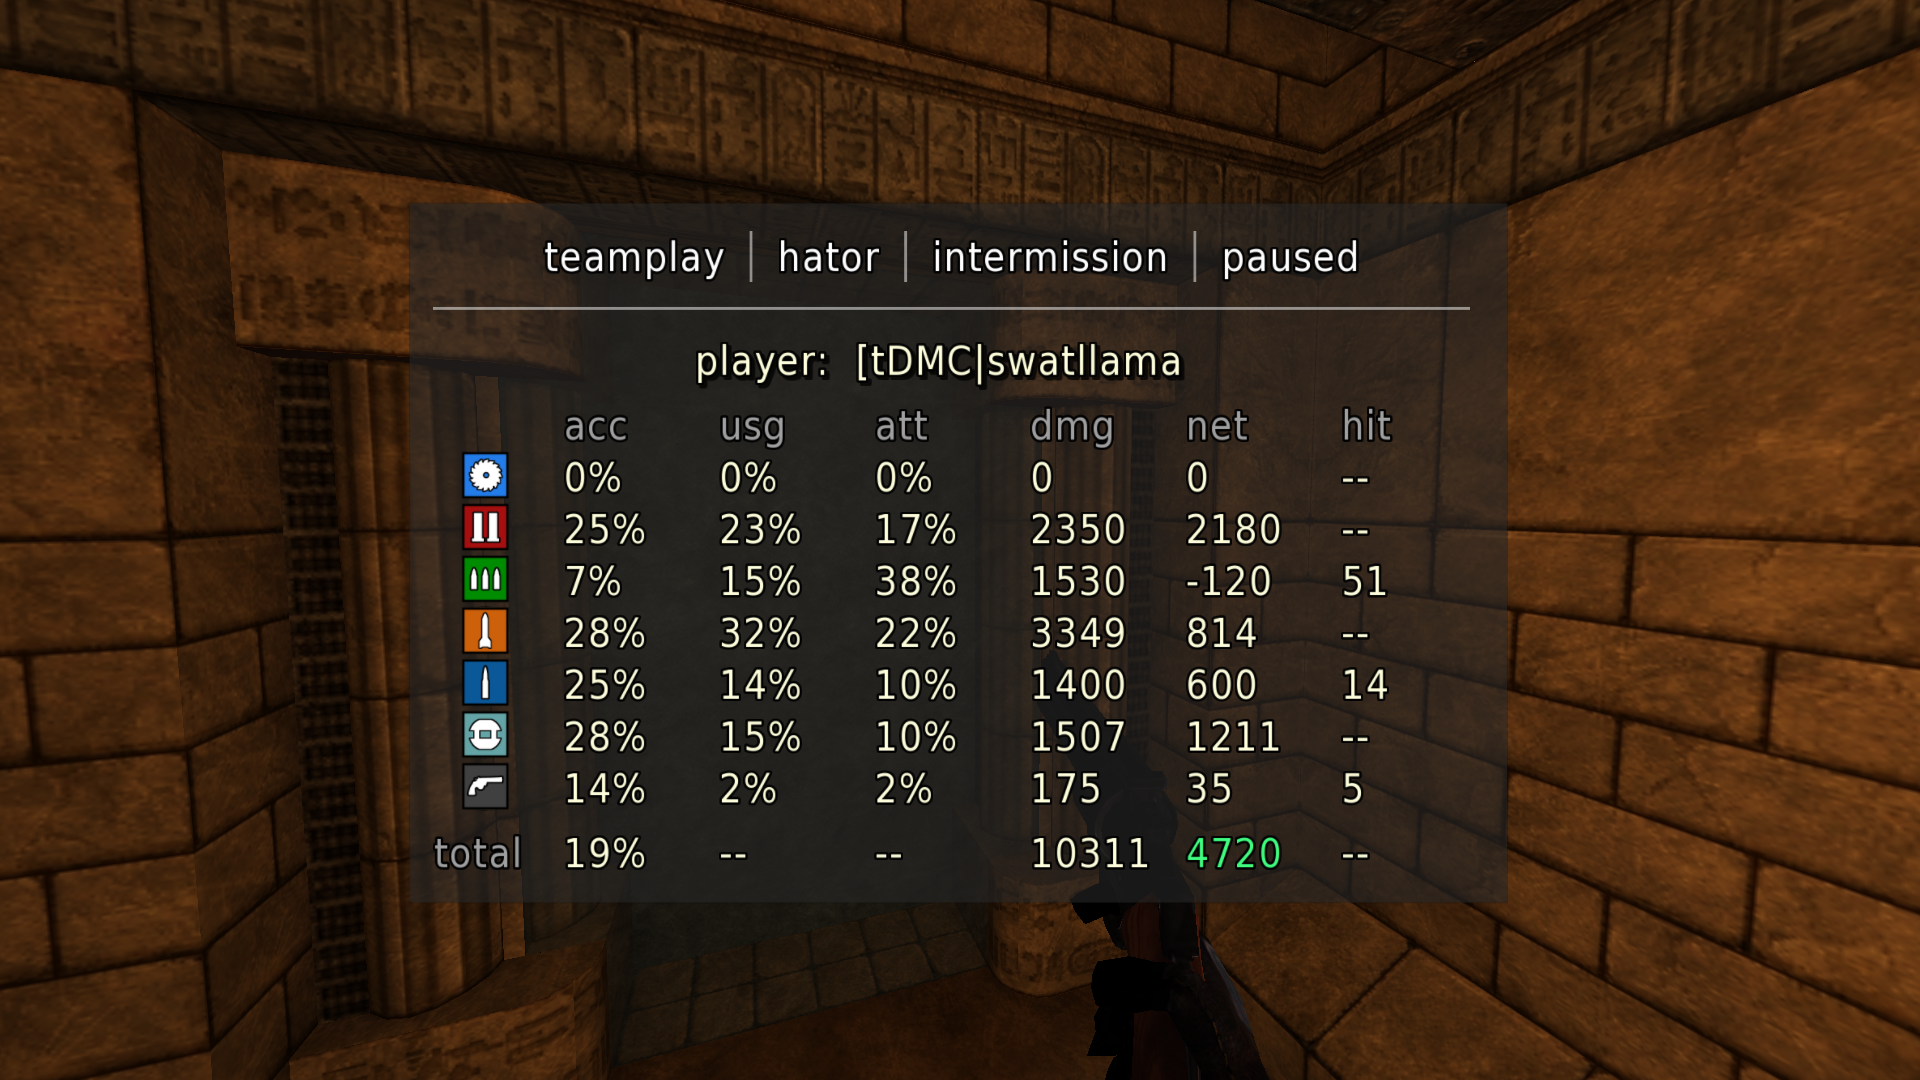 teamplay | hator | intermission | paused
player: [tDMC|swatllama
acc usg att dmg net hit
0% 0% 0% 0 0 --
25% 23% 17% 2350 2180 --
7% 15% 38% 1530 -120 51
28% 32% 22% 3349 814 --
25% 14% 10% 1400 600 14
28% 15% 10% 1507 1211 --
14% 2% 2% 175 35 5
total 19% -- -- 10311 4720 --